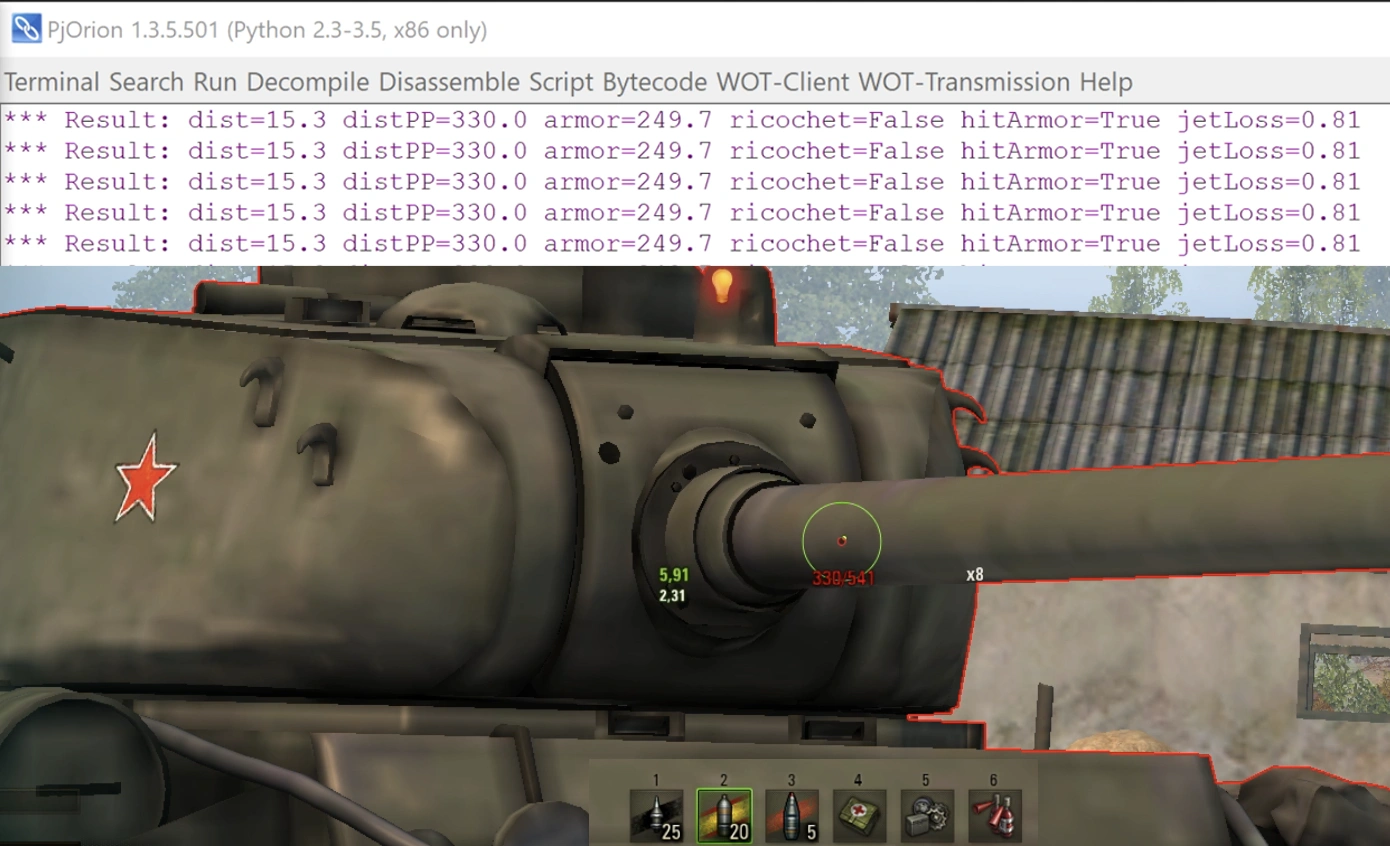 PjOrion 1.3.5.501 (Python 2.3-3.5, x86 only)
Terminal Search Run Decompile Disassemble Script Bytecode WOT-Client WOT-Transmission Help
*** Result: dist=15.3 distPP=330.0 armor=249.7 ricochet=False hitArmor=True jetLoss=0.81
*** Result: dist=15.3 distPP=330.0 armor=249.7 ricochet=False hitArmor=True jetLoss=0.81
*** Result: dist=15.3 distPP=330.0 armor=249.7 ricochet=False hitArmor=True jetLoss=0.81
*** Result: dist=15.3 distPP=330.0 armor=249.7 ricochet=False hitArmor=True jetLoss=0.81
*** Result: dist=15.3 distPP=330.0 armor=249.7 ricochet=False hitArmor=True jetLoss=0.81
5,91
330/541 x8
2,31
1 2 3 4 5 6
25 20 5